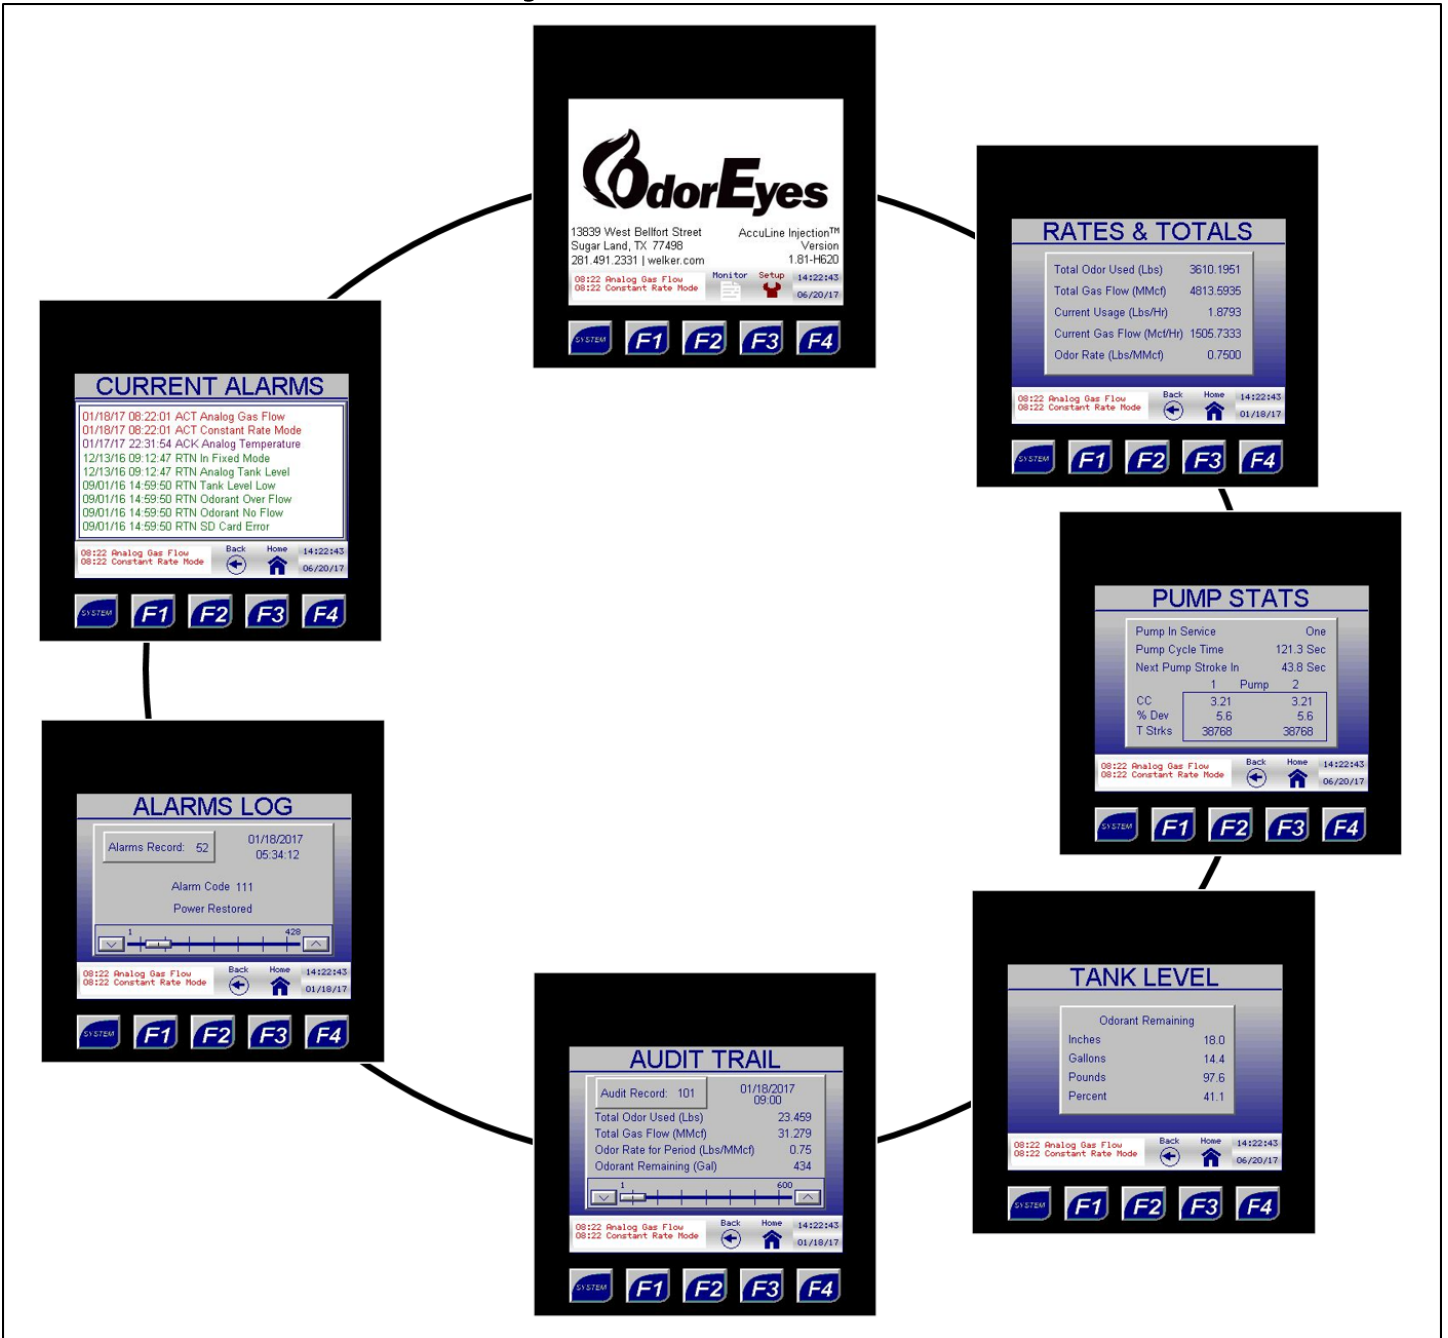 OdorEyes
13839 West Bellfort Street AccuLine Injection™
Sugar Land, TX 77498 Version
281.491.2331 | welker.com 1.81-H620
08:22 Analog Gas Flow Monitor Setup 14:22:43
08:22 Constant Rate Mode 06/20/17
SYSTEM F1 F2 F3 F4
RATES & TOTALS
Total Odor Used (Lbs) 3610.1951
Total Gas Flow (MMcf) 4813.5935
Current Usage (Lbs/Hr) 1.8793
Current Gas Flow (Mcf/Hr) 1505.7333
Odor Rate (Lbs/MMcf) 0.7500
08:22 Analog Gas Flow Back Home 14:22:43
08:22 Constant Rate Mode 01/18/17
SYSTEM F1 F2 F3 F4
PUMP STATS
Pump In Service One
Pump Cycle Time 121.3 Sec
Next Pump Stroke In 43.8 Sec
1 Pump 2
CC 3.21 3.21
% Dev 5.6 5.6
T Strks 38768 38768
08:22 Analog Gas Flow Back Home 14:22:43
08:22 Constant Rate Mode 06/20/17
SYSTEM F1 F2 F3 F4
TANK LEVEL
Odorant Remaining
Inches 18.0
Gallons 14.4
Pounds 97.6
Percent 41.1
08:22 Analog Gas Flow Back Home 14:22:43
08:22 Constant Rate Mode 06/20/17
SYSTEM F1 F2 F3 F4
AUDIT TRAIL
Audit Record: 101 01/18/2017
09:00
Total Odor Used (Lbs) 23.459
Total Gas Flow (MMcf) 31.279
Odor Rate for Period (Lbs/MMcf) 0.75
Odorant Remaining (Gal) 434
1 600
08:22 Analog Gas Flow Back Home 14:22:43
08:22 Constant Rate Mode 01/18/17
SYSTEM F1 F2 F3 F4
ALARMS LOG
Alarms Record: 52 01/18/2017
05:34:12
Alarm Code 111
Power Restored
1 428
08:22 Analog Gas Flow Back Home 14:22:43
08:22 Constant Rate Mode 01/18/17
SYSTEM F1 F2 F3 F4
CURRENT ALARMS
01/18/17 08:22:01 ACT Analog Gas Flow
01/18/17 08:22:01 ACT Constant Rate Mode
01/17/17 22:31:54 ACK Analog Temperature
12/13/16 09:12:47 RTN In Fixed Mode
12/13/16 09:12:47 RTN Analog Tank Level
09/01/16 14:59:50 RTN Tank Level Low
09/01/16 14:59:50 RTN Odorant Over Flow
09/01/16 14:59:50 RTN Odorant No Flow
09/01/16 14:59:50 RTN SD Card Error
08:22 Analog Gas Flow Back Home 14:22:43
08:22 Constant Rate Mode 06/20/17
SYSTEM F1 F2 F3 F4